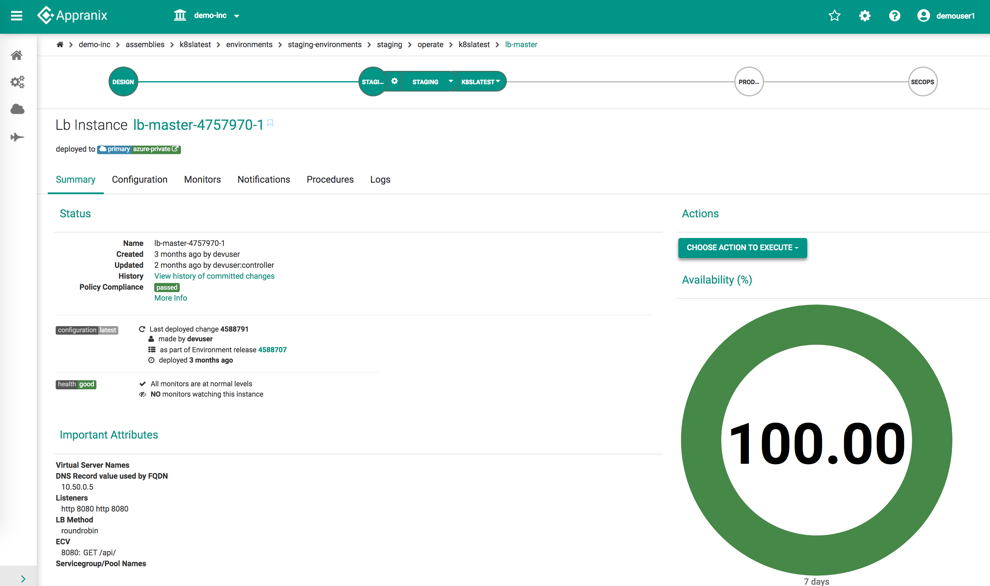 Appranix demo-inc demouser1
demo-inc assemblies k8slatest environments staging-environments staging operate k8slatest lb-master
DESIGN STAGI... STAGING K8SLATEST PROD... SECOPS
Lb Instance lb-master-4757970-1
deployed to primary azure-private
Summary Configuration Monitors Notifications Procedures Logs
Status
Name lb-master-4757970-1
Created 3 months ago by devuser
Updated 2 months ago by devuser:controller
History View history of committed changes
Policy Compliance passed
More Info
configuration latest
Last deployed change 4588791
made by devuser
as part of Environment release 4588707
deployed 3 months ago
health good
All monitors are at normal levels
NO monitors watching this instance
Important Attributes
Virtual Server Names
DNS Record value used by FQDN
10.50.0.5
Listeners
http 8080 http 8080
LB Method
roundrobin
ECV
8080: GET /api/
Servicegroup/Pool Names
Actions
CHOOSE ACTION TO EXECUTE
Availability (%)
100.00
7 days